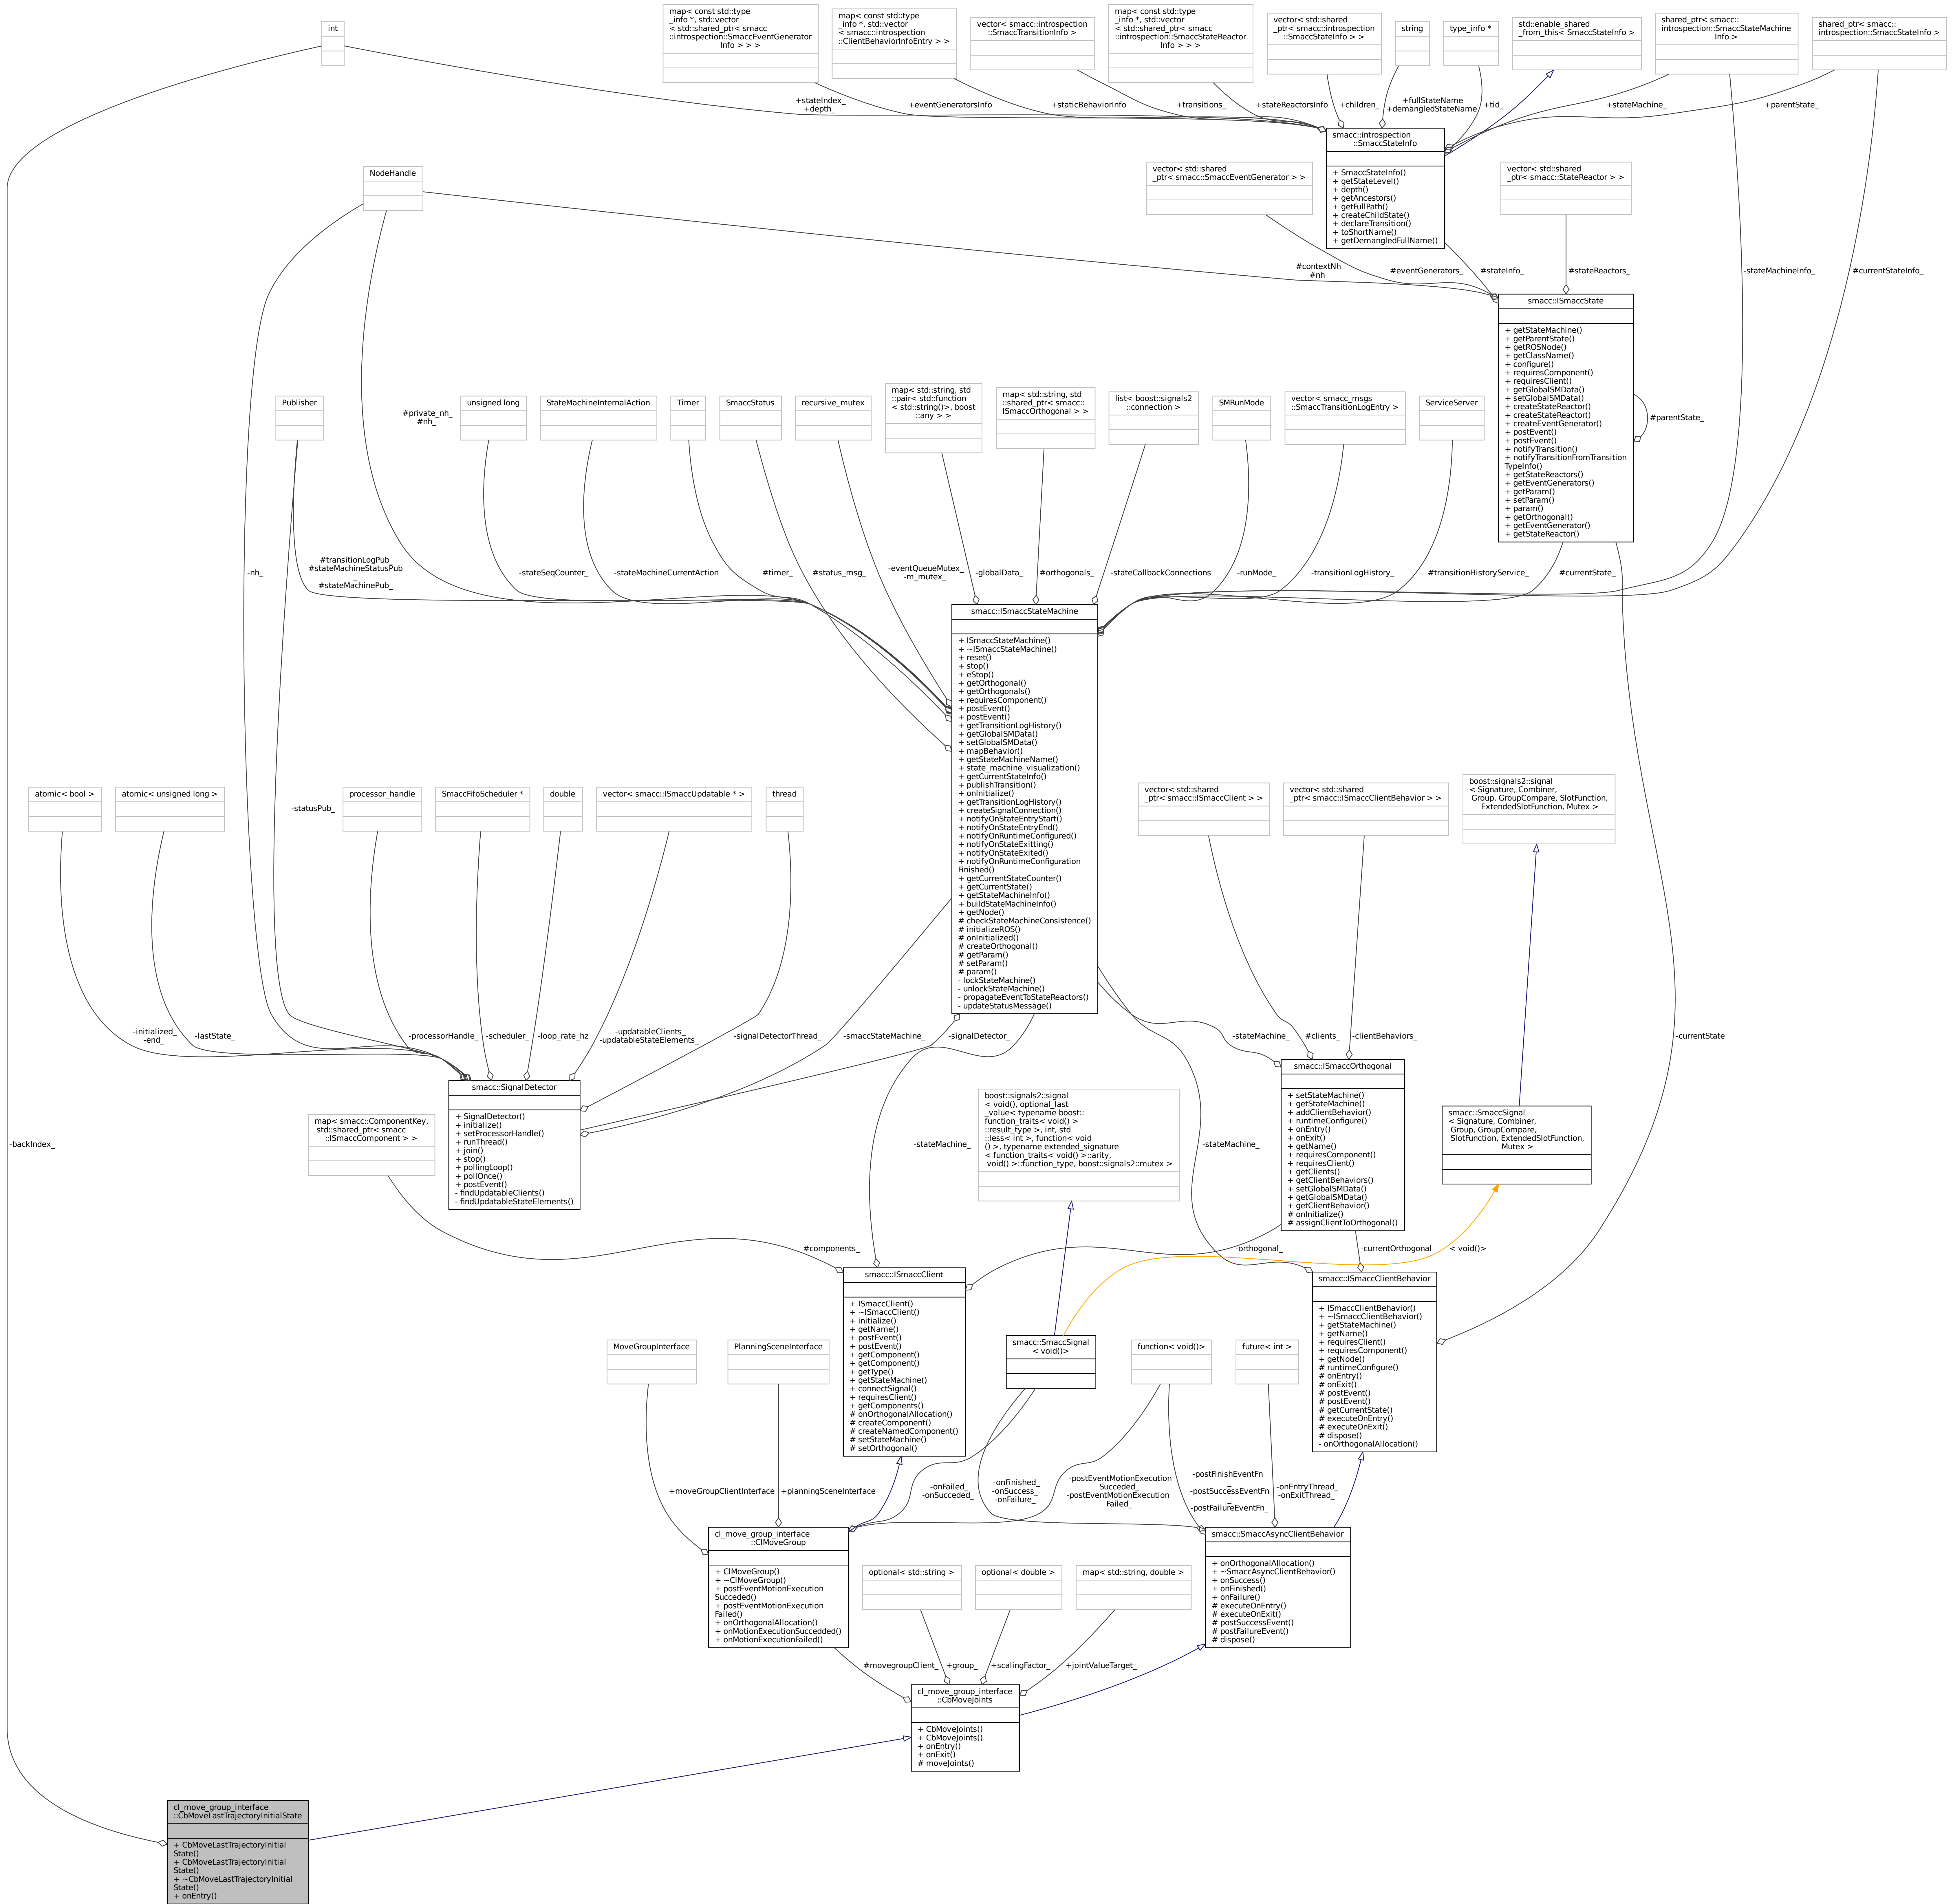 int
map< const std::type
_info *, std::vector
< std::shared_ptr< smacc
::introspection::SmaccEventGenerator
Info > > >
map< const std::type
_info *, std::vector
< smacc::introspection
::ClientBehaviorInfoEntry > >
vector< smacc::introspection
::SmaccTransitionInfo >
map< const std::type
_info *, std::vector
< std::shared_ptr< smacc
::introspection::SmaccStateReactor
Info > > >
vector< std::shared
_ptr< smacc::introspection
::SmaccStateInfo > >
string
type_info *
std::enable_shared
_from_this< SmaccStateInfo >
shared_ptr< smacc::
introspection::SmaccStateMachine
Info >
shared_ptr< smacc::
introspection::SmaccStateInfo >
+stateIndex_
+depth_
+eventGeneratorsInfo
+staticBehaviorInfo
+transitions_
+stateReactorsInfo
+children_
+fullStateName
+demangledStateName
+tid_
+stateMachine_
+parentState_
smacc::introspection
::SmaccStateInfo
+ SmaccStateInfo()
+ getStateLevel()
+ depth()
+ getAncestors()
+ getFullPath()
+ createChildState()
+ declareTransition()
+ toShortName()
+ getDemangledFullName()
NodeHandle
vector< std::shared
_ptr< smacc::SmaccEventGenerator > >
vector< std::shared
_ptr< smacc::StateReactor > >
#contextNh
#nh
#eventGenerators_
#stateInfo_
#stateReactors_
-stateMachineInfo_
#currentStateInfo_
smacc::ISmaccState
+ getStateMachine()
+ getParentState()
+ getROSNode()
+ getClassName()
+ configure()
+ requiresComponent()
+ requiresClient()
+ getGlobalSMData()
+ setGlobalSMData()
+ createStateReactor()
+ createStateReactor()
+ createEventGenerator()
+ postEvent()
+ postEvent()
+ notifyTransition()
+ notifyTransitionFromTransition
TypeInfo()
+ getStateReactors()
+ getEventGenerators()
+ getParam()
+ setParam()
+ param()
+ getOrthogonal()
+ getEventGenerator()
+ getStateReactor()
#parentState_
Publisher
#private_nh_
#nh_
unsigned long
StateMachineInternalAction
Timer
SmaccStatus
recursive_mutex
map< std::string, std
::pair< std::function
< std::string()>, boost
::any > >
map< std::string, std
::shared_ptr< smacc::
ISmaccOrthogonal > >
list< boost::signals2
::connection >
SMRunMode
vector< smacc_msgs
::SmaccTransitionLogEntry >
ServiceServer
-nh_
#transitionLogPub_
#stateMachineStatusPub
_
#stateMachinePub_
-stateSeqCounter_
-stateMachineCurrentAction
#timer_
#status_msg_
-eventQueueMutex_
-m_mutex_
-globalData_
#orthogonals_
-stateCallbackConnections
-runMode_
-transitionLogHistory_
#transitionHistoryService_
#currentState_
smacc::ISmaccStateMachine
+ ISmaccStateMachine()
+ ~ISmaccStateMachine()
+ reset()
+ stop()
+ eStop()
+ getOrthogonal()
+ getOrthogonals()
+ requiresComponent()
+ postEvent()
+ postEvent()
+ getTransitionLogHistory()
+ getGlobalSMData()
+ setGlobalSMData()
+ mapBehavior()
+ getStateMachineName()
+ state_machine_visualization()
+ getCurrentStateInfo()
+ publishTransition()
+ onInitialize()
+ getTransitionLogHistory()
+ createSignalConnection()
+ notifyOnStateEntryStart()
+ notifyOnStateEntryEnd()
+ notifyOnRuntimeConfigured()
+ notifyOnStateExitting()
+ notifyOnStateExited()
+ notifyOnRuntimeConfiguration
Finished()
+ getCurrentStateCounter()
+ getCurrentState()
+ getStateMachineInfo()
+ buildStateMachineInfo()
+ getNode()
# checkStateMachineConsistence()
# initializeROS()
# onInitialized()
# createOrthogonal()
# getParam()
# setParam()
# param()
- lockStateMachine()
- unlockStateMachine()
- propagateEventToStateReactors()
- updateStatusMessage()
atomic< bool >
atomic< unsigned long >
-statusPub_
processor_handle
SmaccFifoScheduler *
double
vector< smacc::ISmaccUpdatable * >
thread
vector< std::shared
_ptr< smacc::ISmaccClient > >
vector< std::shared
_ptr< smacc::ISmaccClientBehavior > >
boost::signals2::signal
< Signature, Combiner,
Group, GroupCompare, SlotFunction,
ExtendedSlotFunction, Mutex >
-initialized_
-end_
-lastState_
-processorHandle_
-scheduler_
-loop_rate_hz
-updatableClients_
-updatableStateElements_
-signalDetectorThread_
-smaccStateMachine_
-signalDetector_
-stateMachine_
#clients_
-clientBehaviors_
-currentState
smacc::SignalDetector
+ SignalDetector()
+ initialize()
+ setProcessorHandle()
+ runThread()
+ join()
+ stop()
+ pollingLoop()
+ pollOnce()
+ postEvent()
- findUpdatableClients()
- findUpdatableStateElements()
smacc::ISmaccOrthogonal
+ setStateMachine()
+ getStateMachine()
+ addClientBehavior()
+ runtimeConfigure()
+ onEntry()
+ onExit()
+ getName()
+ requiresComponent()
+ requiresClient()
+ getClients()
+ getClientBehaviors()
+ setGlobalSMData()
+ getGlobalSMData()
+ getClientBehavior()
# onInitialize()
# assignClientToOrthogonal()
map< smacc::ComponentKey,
std::shared_ptr< smacc
::ISmaccComponent > >
boost::signals2::signal
< void(), optional_last
_value< typename boost::
function_traits< void() >
::result_type >, int, std
::less< int >, function< void
() >, typename extended_signature
< function_traits< void() >::arity,
void() >::function_type, boost::signals2::mutex >
smacc::SmaccSignal
< Signature, Combiner,
Group, GroupCompare,
SlotFunction, ExtendedSlotFunction,
Mutex >
-backIndex_
-stateMachine_
-stateMachine_
#components_
-orthogonal_
-currentOrthogonal
< void()>
smacc::ISmaccClient
+ ISmaccClient()
+ ~ISmaccClient()
+ initialize()
+ getName()
+ postEvent()
+ postEvent()
+ getComponent()
+ getComponent()
+ getType()
+ getStateMachine()
+ connectSignal()
+ requiresClient()
+ getComponents()
# onOrthogonalAllocation()
# createComponent()
# createNamedComponent()
# setStateMachine()
# setOrthogonal()
smacc::ISmaccClientBehavior
+ ISmaccClientBehavior()
+ ~ISmaccClientBehavior()
+ getStateMachine()
+ getName()
+ requiresClient()
+ requiresComponent()
+ getNode()
# runtimeConfigure()
# onEntry()
# onExit()
# postEvent()
# postEvent()
# getCurrentState()
# executeOnEntry()
# executeOnExit()
# dispose()
- onOrthogonalAllocation()
MoveGroupInterface
PlanningSceneInterface
smacc::SmaccSignal
< void()>
function< void()>
future< int >
+moveGroupClientInterface
+planningSceneInterface
-onFailed_
-onSucceded_
-onFinished_
-onSuccess_
-onFailure_
-postEventMotionExecution
Succeded_
-postEventMotionExecution
Failed_
-postFinishEventFn
_
-postSuccessEventFn
_
-postFailureEventFn_
-onEntryThread_
-onExitThread_
cl_move_group_interface
::ClMoveGroup
+ ClMoveGroup()
+ ~ClMoveGroup()
+ postEventMotionExecution
Succeded()
+ postEventMotionExecution
Failed()
+ onOrthogonalAllocation()
+ onMotionExecutionSuccedded()
+ onMotionExecutionFailed()
optional< std::string >
optional< double >
map< std::string, double >
smacc::SmaccAsyncClientBehavior
+ onOrthogonalAllocation()
+ ~SmaccAsyncClientBehavior()
+ onSuccess()
+ onFinished()
+ onFailure()
# executeOnEntry()
# executeOnExit()
# postSuccessEvent()
# postFailureEvent()
# dispose()
#movegroupClient_
+group_
+scalingFactor_
+jointValueTarget_
cl_move_group_interface
::CbMoveJoints
+ CbMoveJoints()
+ CbMoveJoints()
+ onEntry()
+ onExit()
# moveJoints()
cl_move_group_interface
::CbMoveLastTrajectoryInitialState
+ CbMoveLastTrajectoryInitial
State()
+ CbMoveLastTrajectoryInitial
State()
+ ~CbMoveLastTrajectoryInitial
State()
+ onEntry()